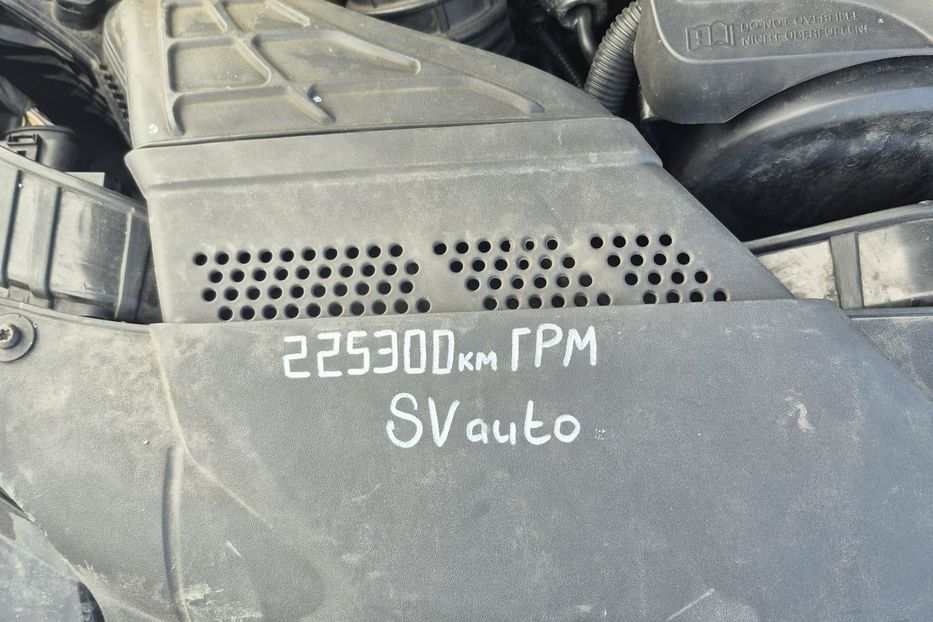 DO NOT OVERFILL!
NICHT ÜBERFÜLLEN!
225300км ГРМ
SVauto